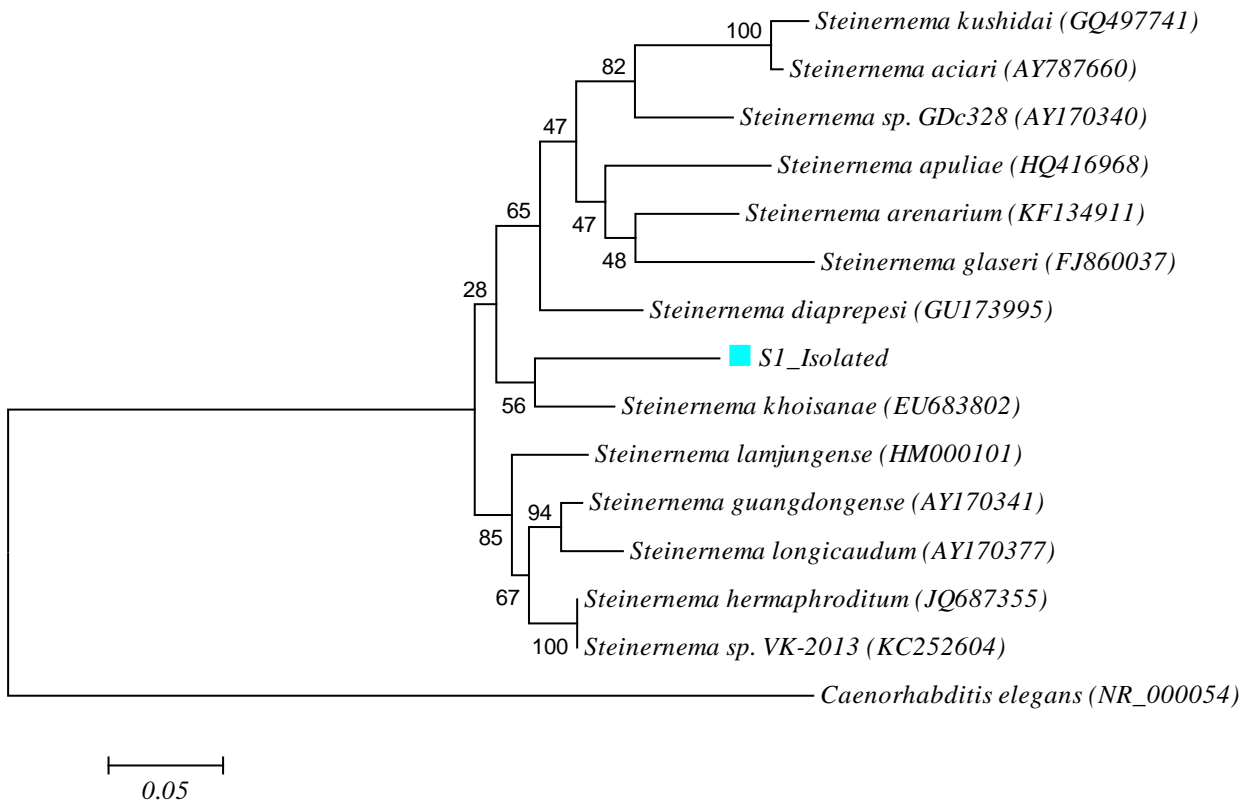 Steinernema kushidai (GQ497741)
100
Steinernema aciari (AY787660)
82
Steinernema sp. GDc328 (AY170340)
47
Steinernema apuliae (HQ416968)
65
Steinernema arenarium (KF134911)
47
48
Steinernema glaseri (FJ860037)
28
Steinernema diaprepesi (GU173995)
S1_Isolated
56
Steinernema khoisanae (EU683802)
Steinernema lamjungense (HM000101)
Steinernema guangdongense (AY170341)
94
85
Steinernema longicaudum (AY170377)
67
Steinernema hermaphroditum (JQ687355)
100
Steinernema sp. VK-2013 (KC252604)
Caenorhabditis elegans (NR_000054)
0.05